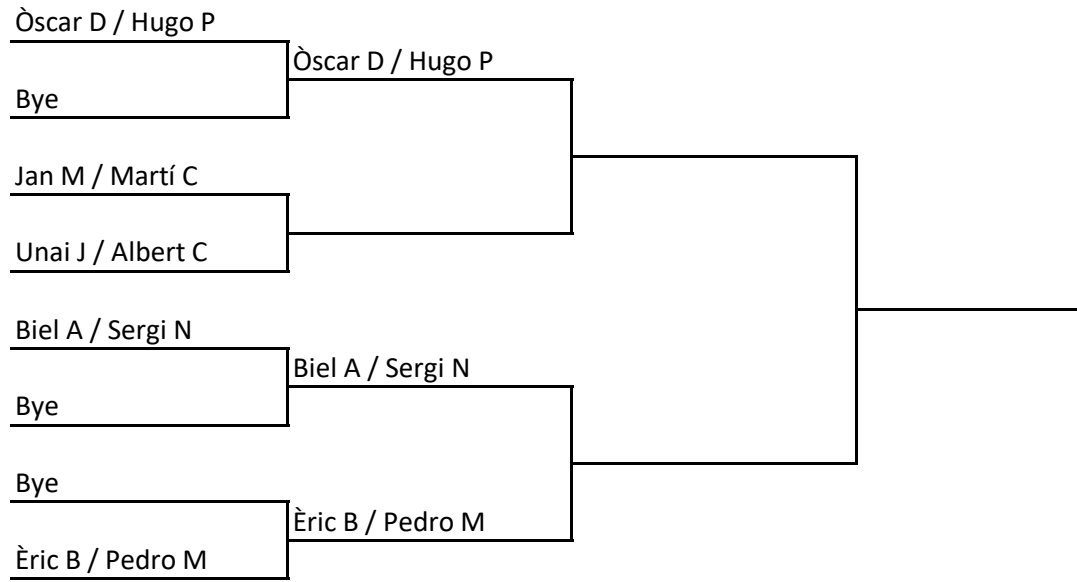 Òscar D / Hugo P
Òscar D / Hugo P
Bye
Jan M / Martí C
Unai J / Albert C
Biel A / Sergi N
Biel A / Sergi N
Bye
Bye
Èric B / Pedro M
Èric B / Pedro M